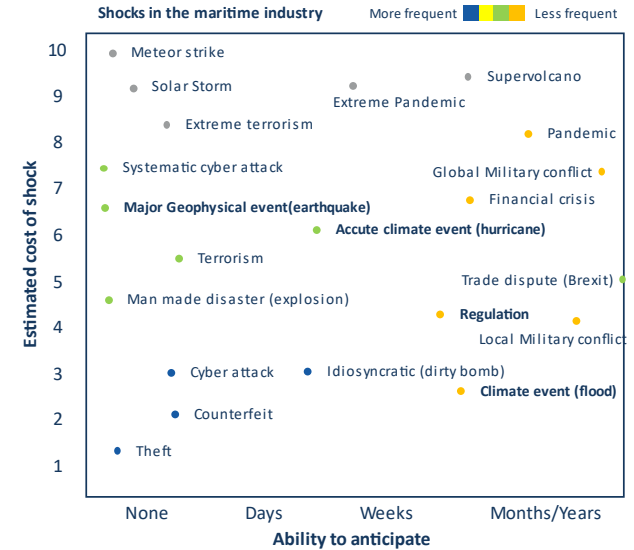 Shocks in the maritime industry
More frequent
Less frequent
Estimated cost of shock
10
9
8
7
6
5
4
3
2
1
Meteor strike
Solar Storm
Supervolcano
Extreme Pandemic
Extreme terrorism
Pandemic
Systematic cyber attack
Global Military conflict
Major Geophysical event(earthquake)
Financial crisis
Accute climate event (hurricane)
Terrorism
Trade dispute (Brexit)
Man made disaster (explosion)
Regulation
Local Military conflict
Cyber attack
Idiosyncratic (dirty bomb)
Climate event (flood)
Counterfeit
Theft
None
Days
Weeks
Months/Years
Ability to anticipate